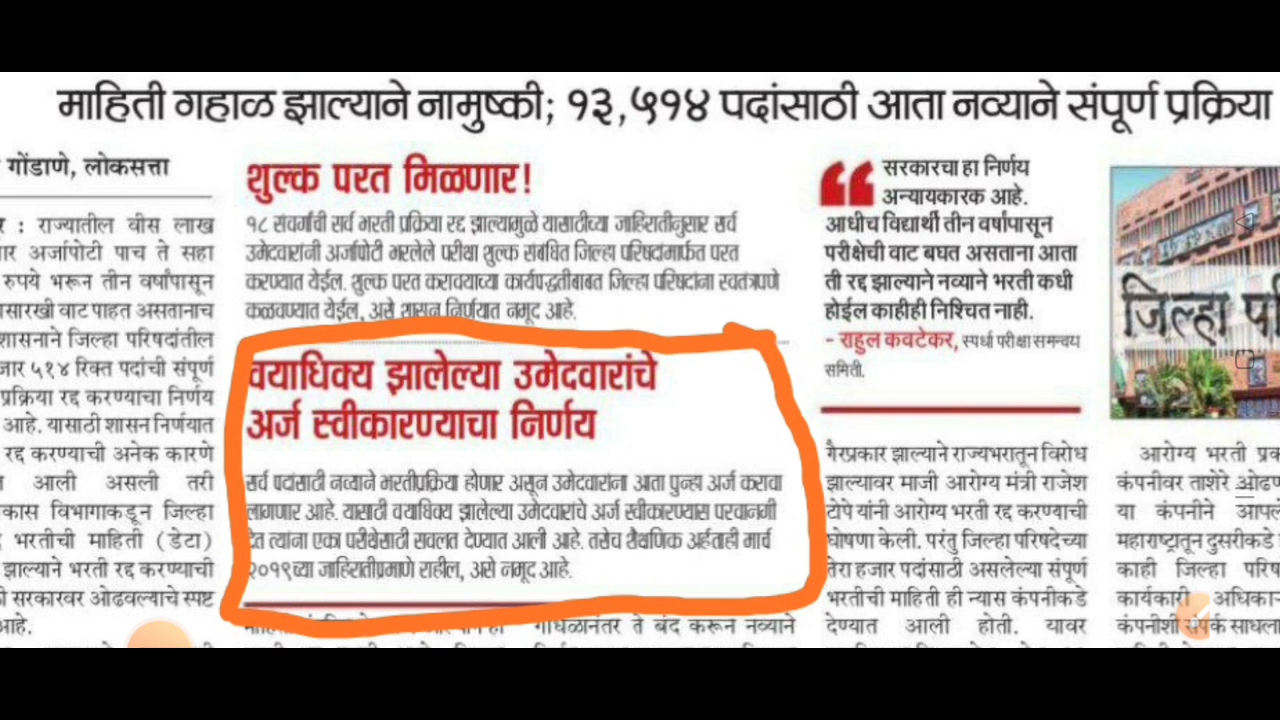 माहिती गहाळ झाल्याने नामुष्की; १३,५१४ पदांसाठी आता नव्याने संपूर्ण प्रक्रिया
गोंडाणे, लोकसत्ता
र : राज्यातील वीस लाख
अर्जापोटी पाच ते सहा
रुपये भरून तीन वर्षांपासून
वाट पाहत असतानाच
शासनाने जिल्हा परिषदांतील
५१४ रिक्त पदांची संपूर्ण
प्रक्रिया रद्द करण्याचा निर्णय
आहे. यासाठी शासन निर्णयात
रद्द करण्याची अनेक कारणे
आली असली तरी
विभागाकडून जिल्हा
भरतीची माहिती (डेटा)
झाल्याने भरती रद्द करण्याची
सरकारवर ओढवल्याचे स्पष्ट
आहे.
शुल्क परत मिळणार!
१८ संवर्गाची सर्व भरती प्रक्रिया रद्द झाल्यामुळे यासाठीच्या जाहिरातीनुसार सर्व
उमेदवारांनी अर्जापोटी भरलेले परीक्षा शुल्क संबंधित जिल्हा परिषदांमार्फत परत
करण्यात येईल. शुल्क परत करावयाच्या कार्यपद्धतीबाबत जिल्हा परिषदांना स्वतंत्रपणे
कळवण्यात येईल, असे शासन निर्णयात नमूद आहे.
वयाधिक्य झालेल्या उमेदवारांचे
अर्ज स्वीकारण्याचा निर्णय
सर्व पदांसाठी नव्याने भरतीप्रक्रिया होणार असून उमेदवारांना आता पुन्हा अर्ज करावा
लागणार आहे. यासाठी वयाधिक्य झालेल्या उमेदवारांचे अर्ज स्वीकारण्यास परवानगी
देत त्यांना एका परीक्षेसाठी सवलत देण्यात आली आहे. तसेच शैक्षणिक अर्हताही मार्च
२०१९च्या जाहिरातीप्रमाणे राहील, असे नमूद आहे.
गोंधळानंतर ते बंद करून नव्याने
सरकारचा हा निर्णय
अन्यायकारक आहे.
आधीच विद्यार्थी तीन वर्षांपासून
परीक्षेची वाट बघत असताना आता
ती रद्द झाल्याने नव्याने भरती कधी
होईल काहीही निश्चित नाही.
- राहुल कवठेकर, स्पर्धा परीक्षा समन्वय
समिती.
गैरप्रकार झाल्याने राज्यभरातून विरोध
झाल्यावर माजी आरोग्य मंत्री राजेश
टोपे यांनी आरोग्य भरती रद्द करण्याची
घोषणा केली. परंतु जिल्हा परिषदेच्या
तेरा हजार पदांसाठी असलेल्या संपूर्ण
भरतीची माहिती ही न्यास कंपनीकडे
देण्यात आली होती. यावर
जिल्हा प
आरोग्य भरती
कंपनीवर ताशेरे
या कंपनीने
महाराष्ट्रातून दुसरीकडे
काही जिल्हा
कार्यकारी
कंपनीशी संपर्क साधला